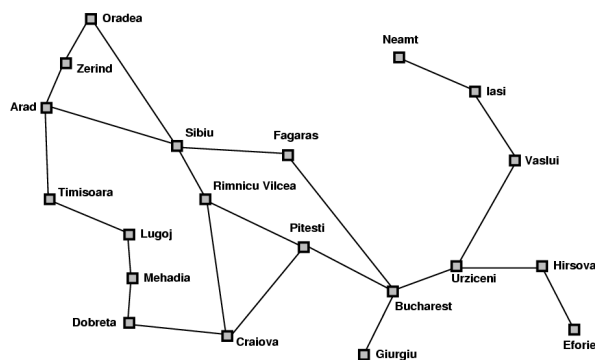 Oradea
Neamt
Zerind
Iasi
Arad
Sibiu
Fagaras
Vaslui
Timisoara
Rimnicu Vilcea
Lugoj
Pitesti
Mehadia
Urziceni
Hirsova
Bucharest
Dobreta
Craiova
Eforie
Giurgiu